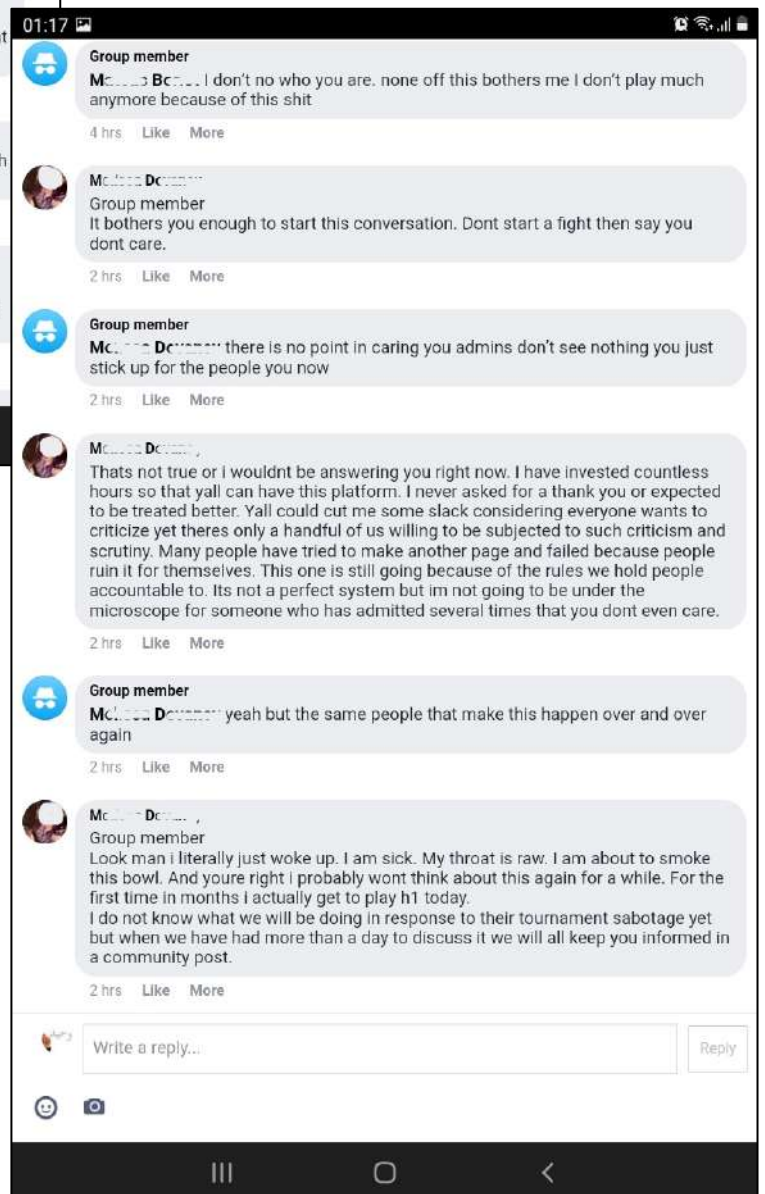 t
h
01:17
Group member
I don't no who you are. none off this bothers me I don't play much
anymore because of this shit
4 hrs Like More
Group member
It bothers you enough to start this conversation. Dont start a fight then say you
dont care.
2 hrs Like More
Group member
there is no point in caring you admins don't see nothing you just
stick up for the people you now
2 hrs Like More
Thats not true or i wouldnt be answering you right now. I have invested countless
hours so that yall can have this platform. I never asked for a thank you or expected
to be treated better. Yall could cut me some slack considering everyone wants to
criticize yet theres only a handful of us willing to be subjected to such criticism and
scrutiny. Many people have tried to make another page and failed because people
ruin it for themselves. This one is still going because of the rules we hold people
accountable to. Its not a perfect system but im not going to be under the
microscope for someone who has admitted several times that you dont even care.
2 hrs Like More
Group member
yeah but the same people that make this happen over and over
again
2 hrs Like More
Group member
Look man i literally just woke up. I am sick. My throat is raw. I am about to smoke
this bowl. And youre right i probably wont think about this again for a while. For the
first time in months i actually get to play h1 today.
I do not know what we will be doing in response to their tournament sabotage yet
but when we have had more than a day to discuss it we will all keep you informed in
a community post.
2 hrs Like More
Write a reply... Reply